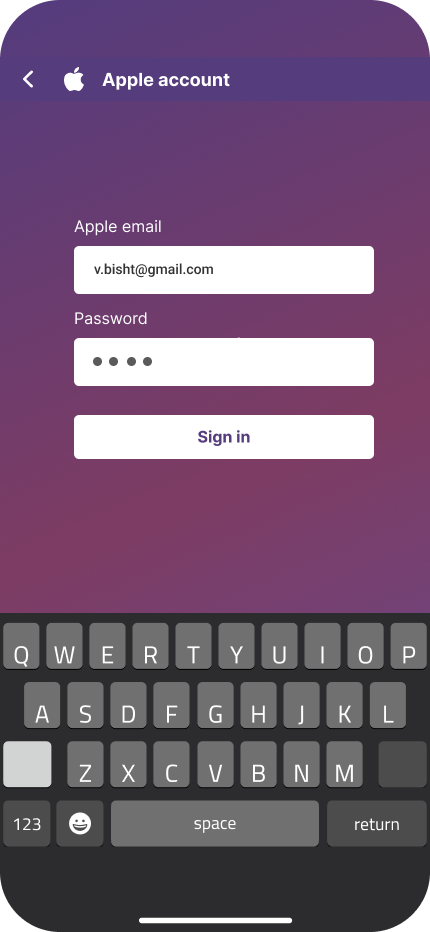 Apple account
Apple email
v.bisht@gmail.com
Password
Sign in
Q W E R T Y U I O P
A S D F G H J K L
Z X C V B N M
123 space return